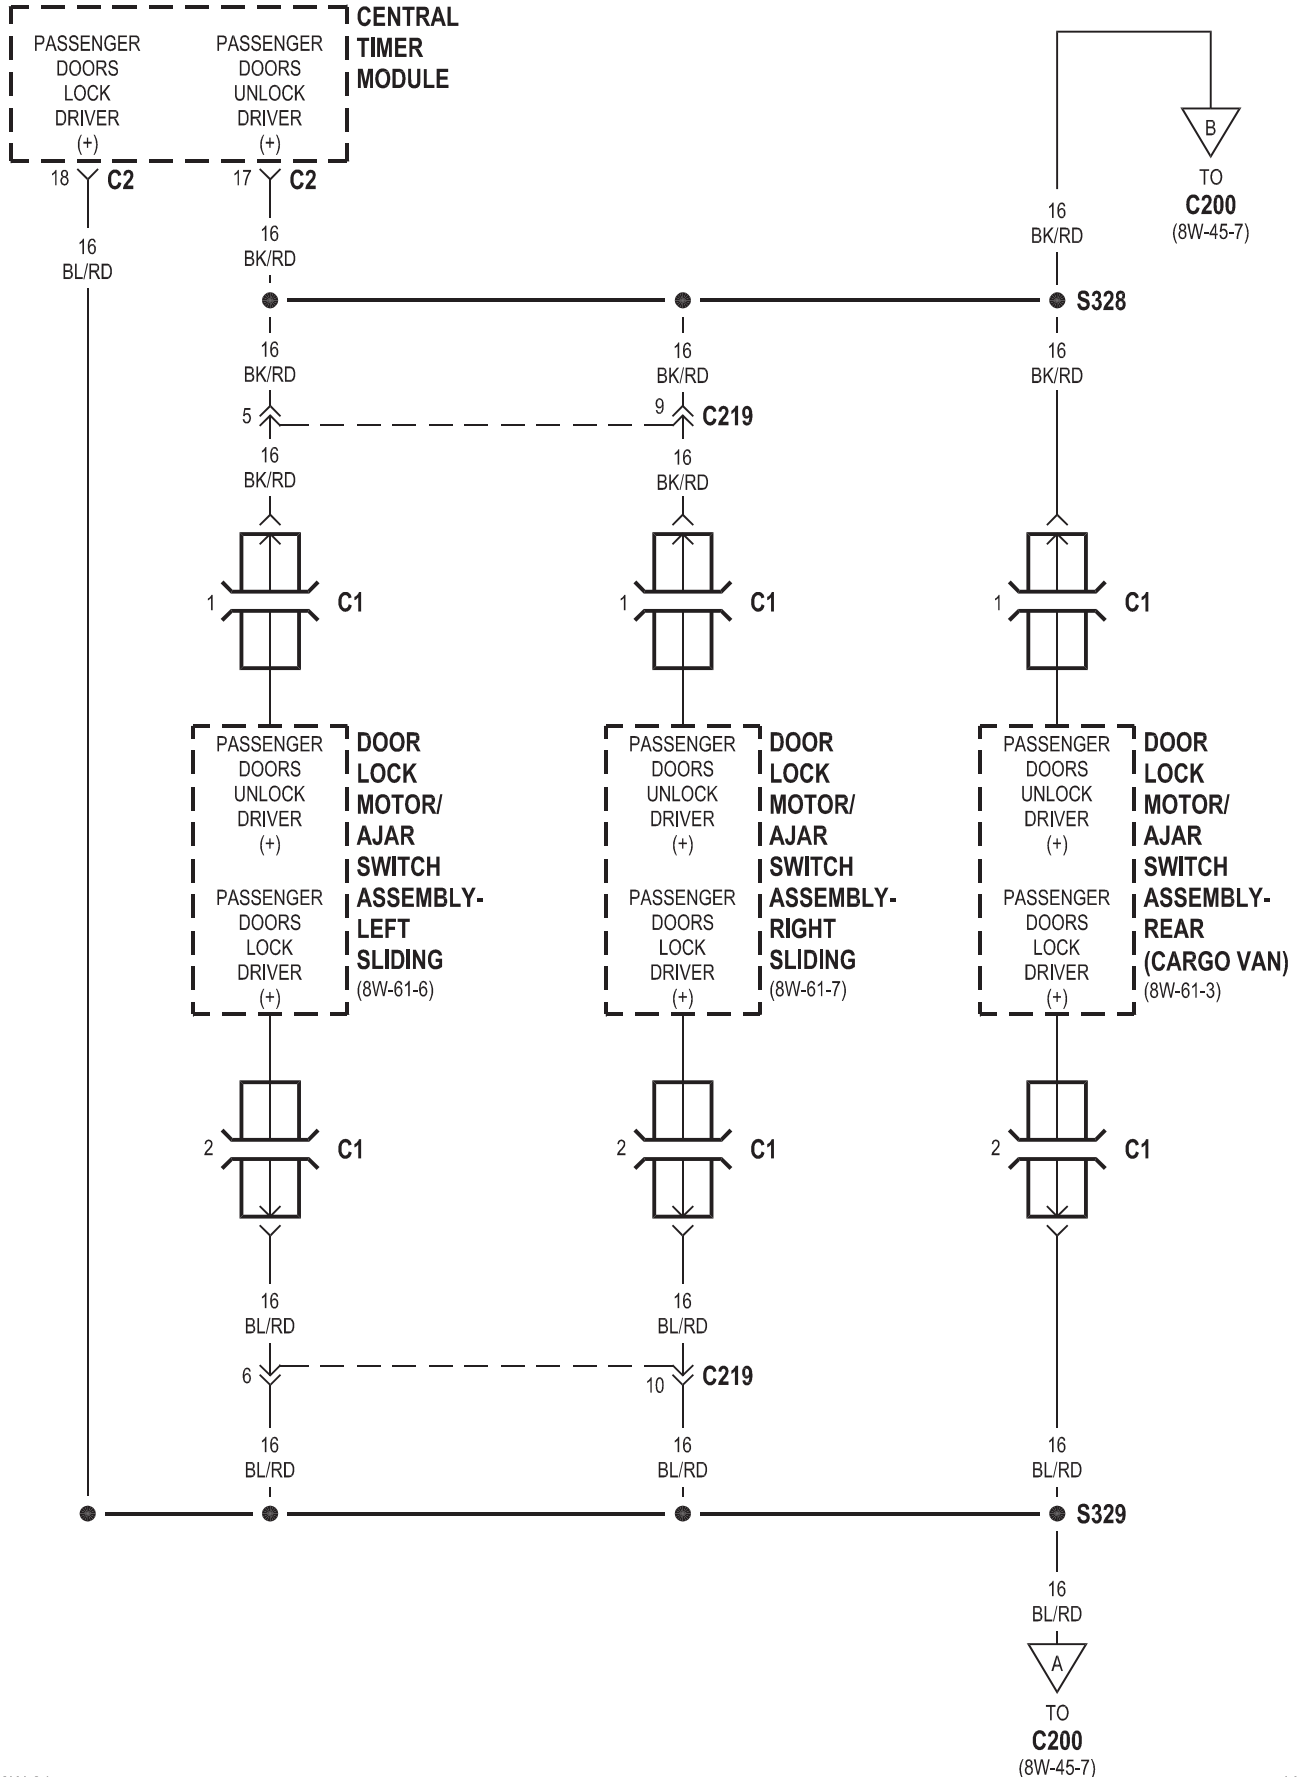 CENTRAL
TIMER
MODULE
PASSENGER
DOORS
LOCK
DRIVER
(+)
PASSENGER
DOORS
UNLOCK
DRIVER
(+)
18 C2
17 C2
B
TO
C200
(8W-45-7)
16
BL/RD
16
BK/RD
16
BK/RD
S328
16
BK/RD
16
BK/RD
16
BK/RD
5
9 C219
16
BK/RD
16
BK/RD
1 C1
1 C1
1 C1
PASSENGER
DOORS
UNLOCK
DRIVER
(+)
PASSENGER
DOORS
LOCK
DRIVER
(+)
DOOR
LOCK
MOTOR/
AJAR
SWITCH
ASSEMBLY-
LEFT
SLIDING
(8W-61-6)
PASSENGER
DOORS
UNLOCK
DRIVER
(+)
PASSENGER
DOORS
LOCK
DRIVER
(+)
DOOR
LOCK
MOTOR/
AJAR
SWITCH
ASSEMBLY-
RIGHT
SLIDING
(8W-61-7)
PASSENGER
DOORS
UNLOCK
DRIVER
(+)
PASSENGER
DOORS
LOCK
DRIVER
(+)
DOOR
LOCK
MOTOR/
AJAR
SWITCH
ASSEMBLY-
REAR
(CARGO VAN)
(8W-61-3)
2 C1
2 C1
2 C1
16
BL/RD
16
BL/RD
6
10 C219
16
BL/RD
16
BL/RD
16
BL/RD
S329
16
BL/RD
A
TO
C200
(8W-45-7)